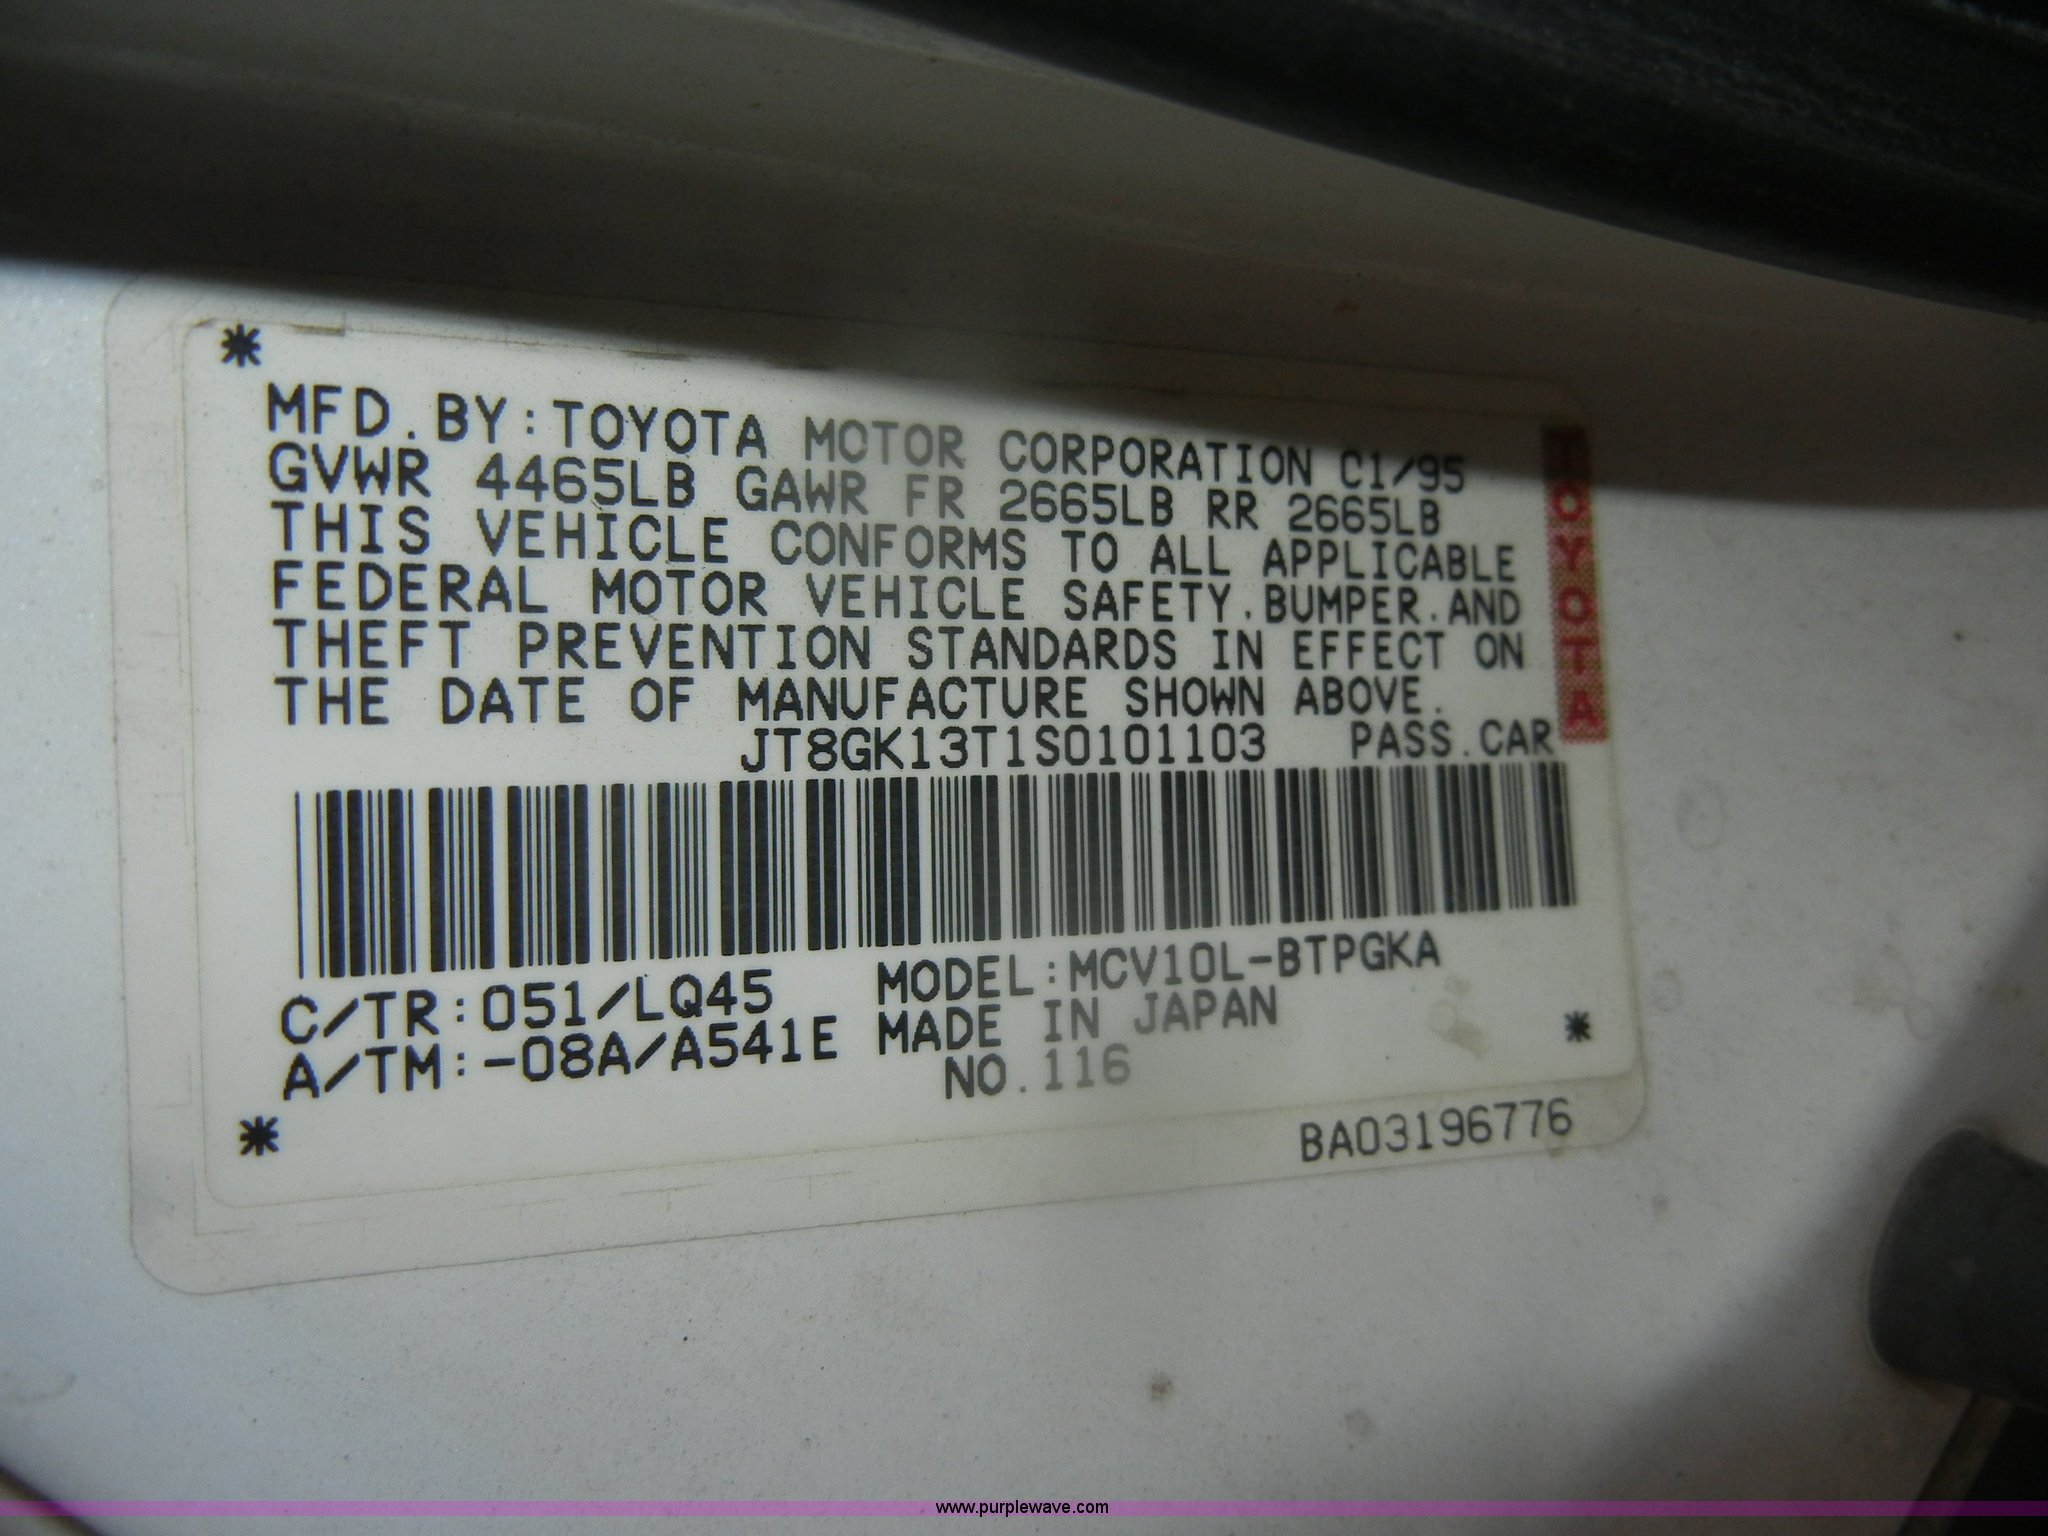 MFD.BY:TOYOTA MOTOR CORPORATION C1/95
GVWR 4465LB GAWR FR 2665LB RR 2665LB
THIS VEHICLE CONFORMS TO ALL APPLICABLE
FEDERAL MOTOR VEHICLE SAFETY.BUMPER.AND
THEFT PREVENTION STANDARDS IN EFFECT ON
THE DATE OF MANUFACTURE SHOWN ABOVE.
JT8GK13T1S0101103 PASS.CAR
TOYOTA
C/TR:051/LQ45 MODEL:MCV10L-BTPGKA
A/TM:-08A/A541E MADE IN JAPAN
NO.116
BA03196776
www.purplewave.com